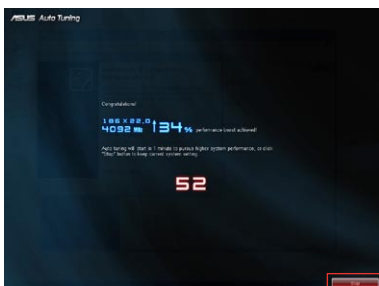 ASUS Auto Tuning
Congratulations!
186 X 22.0
4092 MHz 34% performance boost achieved!
Auto tuning will start in 1 minute to pursue higher system performance, or click
"Stop" button to keep current system setting.
52
Stop